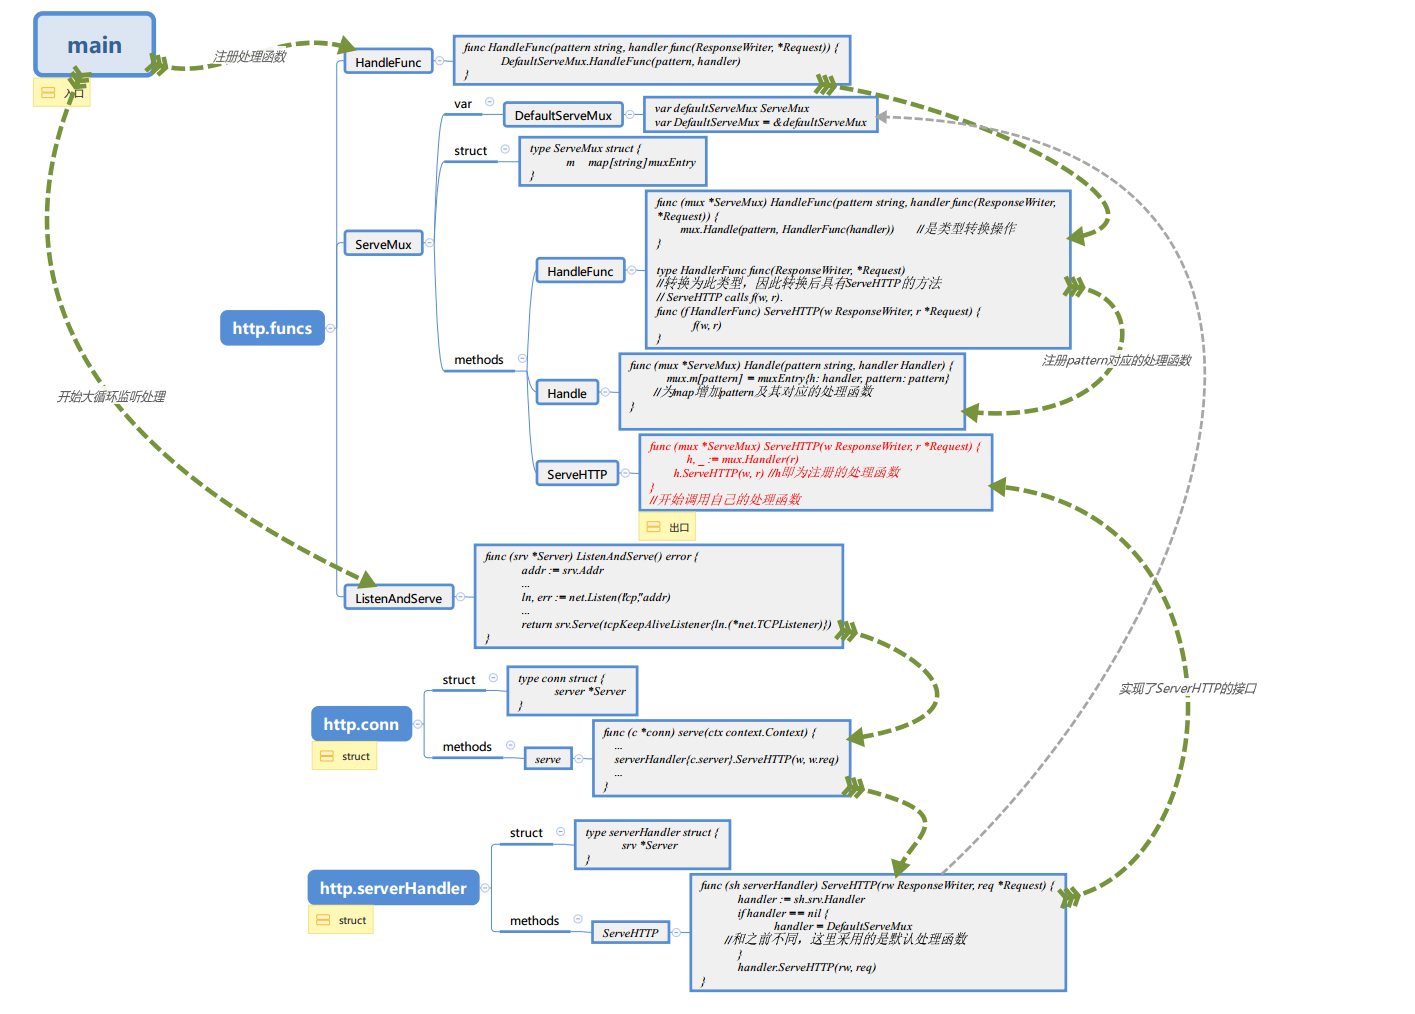 main
入口
注册处理函数
HandleFunc
func HandleFunc(pattern string, handler func(ResponseWriter, *Request)) {
DefaultServeMux.HandleFunc(pattern, handler)
}
var
DefaultServeMux
var defaultServeMux ServeMux
var DefaultServeMux = &defaultServeMux
struct
type ServeMux struct {
m map[string]muxEntry
}
ServeMux
methods
HandleFunc
func (mux *ServeMux) HandleFunc(pattern string, handler func(ResponseWriter,
*Request)) {
mux.Handle(pattern, HandlerFunc(handler)) //是类型转换操作
}
type HandlerFunc func(ResponseWriter, *Request)
//转换为此类型，因此转换后具有ServeHTTP的方法
// ServeHTTP calls f(w, r).
func (f HandlerFunc) ServeHTTP(w ResponseWriter, r *Request) {
f(w, r)
}
http.funcs
注册pattern对应的处理函数
Handle
func (mux *ServeMux) Handle(pattern string, handler Handler) {
mux.m[pattern] = muxEntry{h: handler, pattern: pattern}
//为map增加pattern及其对应的处理函数
}
开始大循环监听处理
ServeHTTP
func (mux *ServeMux) ServeHTTP(w ResponseWriter, r *Request) {
h, _ := mux.Handler(r)
h.ServeHTTP(w, r) //h即为注册的处理函数
}
//开始调用自己的处理函数
出口
ListenAndServe
func (srv *Server) ListenAndServe() error {
addr := srv.Addr
...
ln, err := net.Listen("tcp", addr)
...
return srv.Serve(tcpKeepAliveListener{ln.(*net.TCPListener)})
}
实现了ServerHTTP的接口
http.conn
struct
struct
type conn struct {
server *Server
}
methods
serve
func (c *conn) serve(ctx context.Context) {
...
serverHandler{c.server}.ServeHTTP(w, w.req)
...
}
http.serverHandler
struct
struct
type serverHandler struct {
srv *Server
}
methods
ServeHTTP
func (sh serverHandler) ServeHTTP(rw ResponseWriter, req *Request) {
handler := sh.srv.Handler
if handler == nil {
handler = DefaultServeMux
//和之前不同，这里采用的是默认处理函数
}
handler.ServeHTTP(rw, req)
}